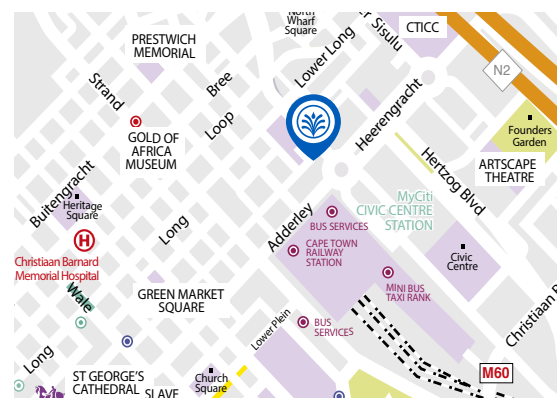 North
Wharf
Square
er Sisulu
CTICC
PRESTWICH
MEMORIAL
Lower Long
N2
Strand
Bree
Loop
Heerengracht
Founders
Garden
GOLD OF
AFRICA
MUSEUM
ARTSCAPE
THEATRE
Hertzog Blvd
Buitengracht
Heritage
Square
MyCiti
CIVIC CENTRE
STATION
Long
Adderley
BUS SERVICES
H
Christiaan Barnard
Memorial Hospital
CAPE TOWN
RAILWAY
STATION
Civic
Centre
Wale
GREEN MARKET
SQUARE
MINI BUS
TAXI RANK
Christiaan
Lower Plein
BUS
SERVICES
Long
ST GEORGE'S
CATHEDRAL
SLAVE
Church
Square
M60